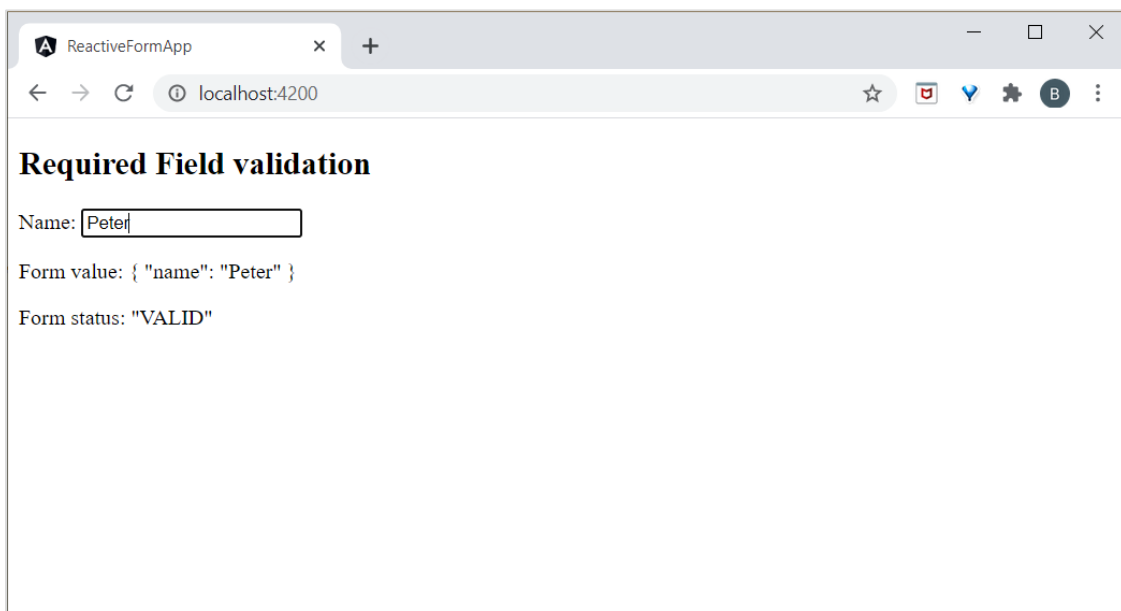 ReactiveFormApp
localhost:4200
B
Required Field validation
Name: Peter
Form value: { "name": "Peter" }
Form status: "VALID"